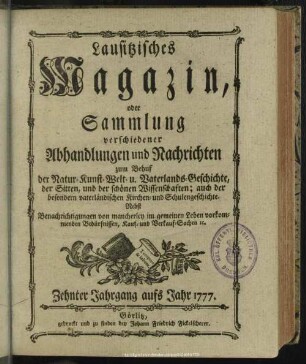 Lausitzisches
Magazin,
oder
Sammlung
verschiedener
Abhandlungen und Nachrichten
zum Behuf
der Natur-Kunst-Welt- u. Vaterlands-Geschichte,
der Sitten, und der schönen Wissenschaften; auch der
besondern vaterländischen Kirchen- und Schulengeschichte.
Nebst
Benachrichtigungen von mancherley im gemeinen Leben vorkom-
menden Bedürfnissen, Kauf- und Verkauf-Sachen ꝛc.
Zehnter Jahrgang aufs Jahr 1777.
Görlitz,
gedruckt und zu finden bey Johann Friedrich Fickelscherer.